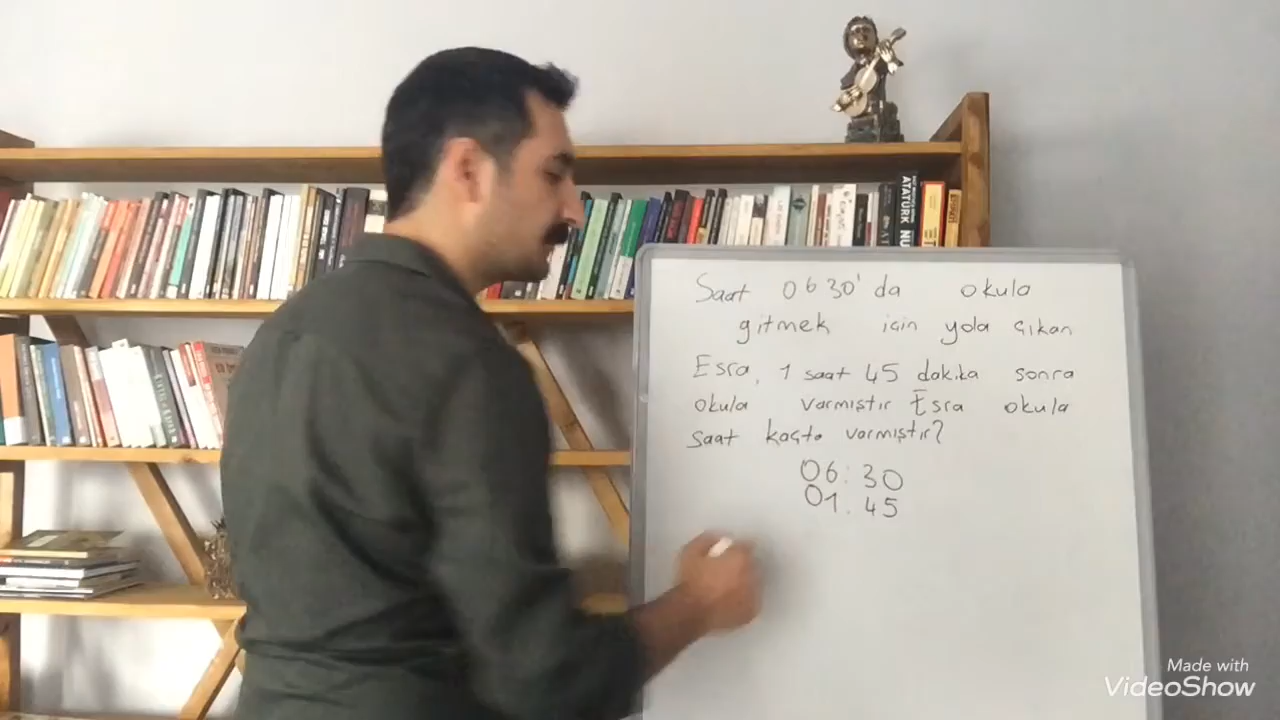 ATATÜRK
Saat 06 30' da okula
gitmek için yola çıkan
Esra, 1 saat 45 dakika sonra
okula varmıştır Esra okula
saat kaçta varmıştır?
06:30
01.45
Made with
VideoShow